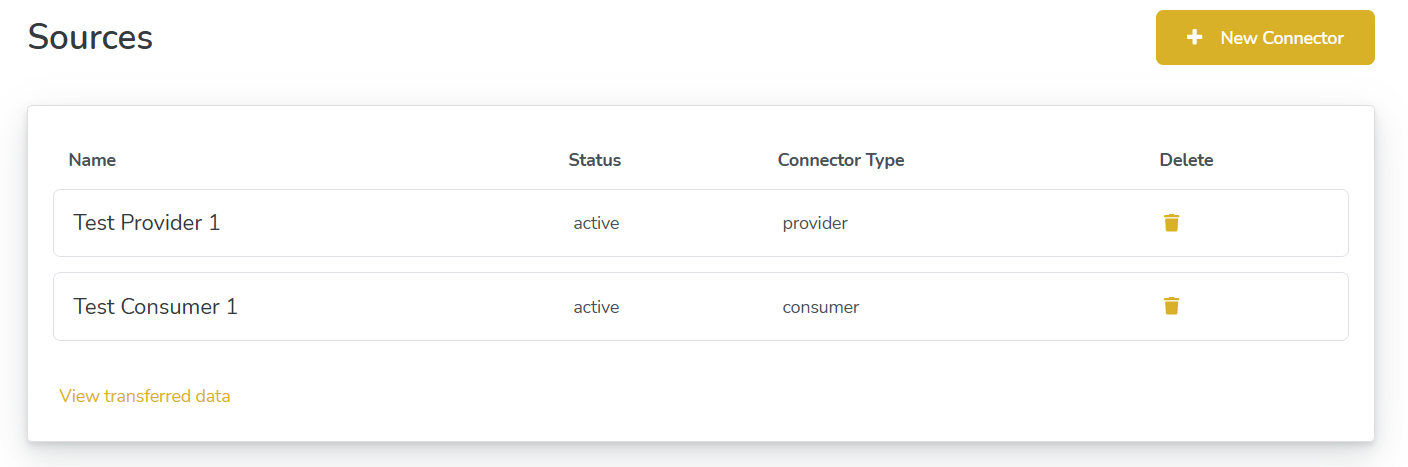 Sources
New Connector
Name Status Connector Type Delete
Test Provider 1 active provider
Test Consumer 1 active consumer
View transferred data